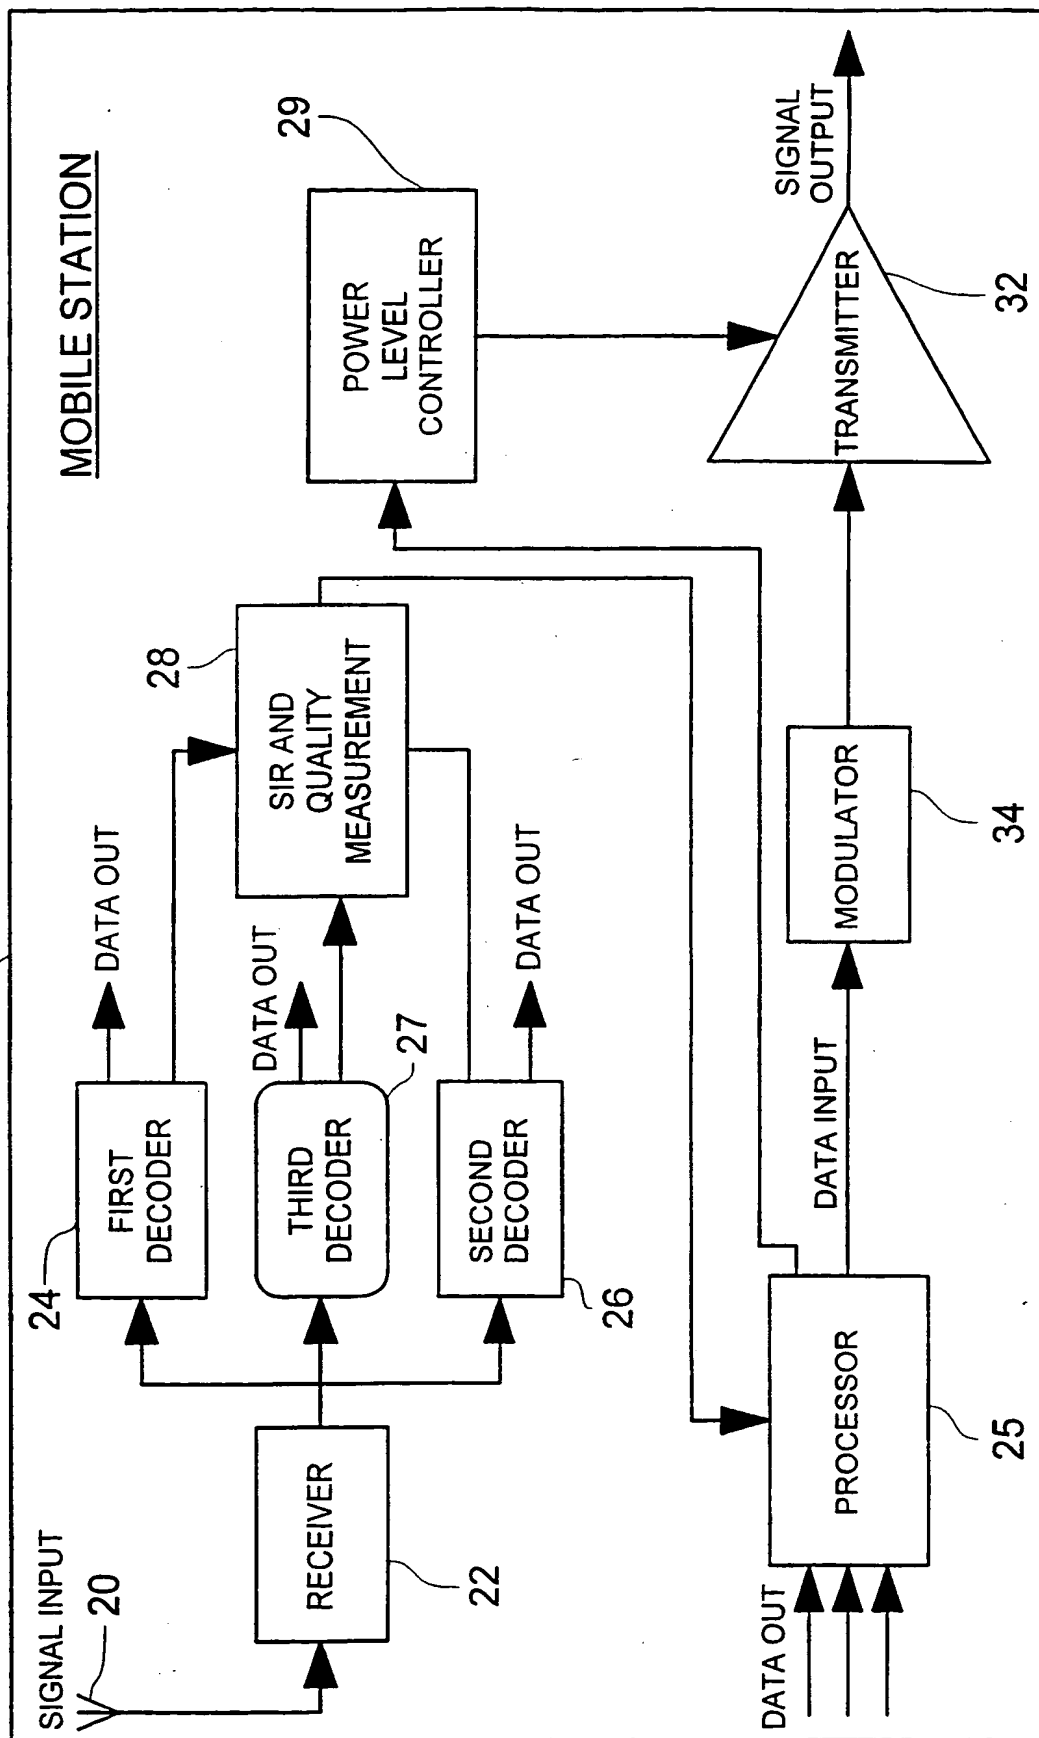 MOBILE STATION
SIGNAL INPUT
20
RECEIVER
22
24
FIRST
DECODER
DATA OUT
THIRD
DECODER
27
DATA OUT
SECOND
DECODER
26
DATA OUT
28
SIR AND
QUALITY
MEASUREMENT
29
POWER
LEVEL
CONTROLLER
DATA OUT
PROCESSOR
25
DATA INPUT
MODULATOR
34
TRANSMITTER
32
SIGNAL
OUTPUT